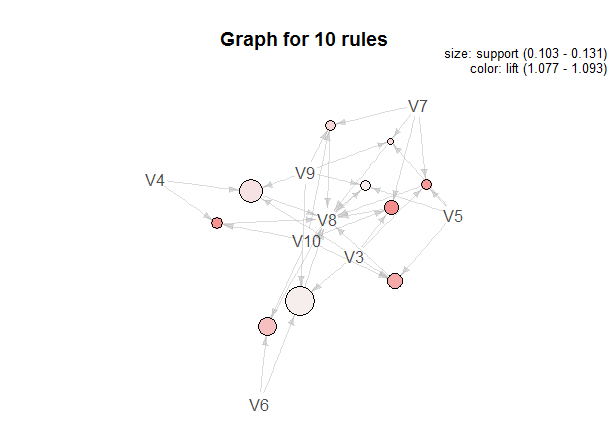 Graph for 10 rules
size: support (0.103 - 0.131)
color: lift (1.077 - 1.093)
V7
V9
V4
V5
V8
V10
V3
V6